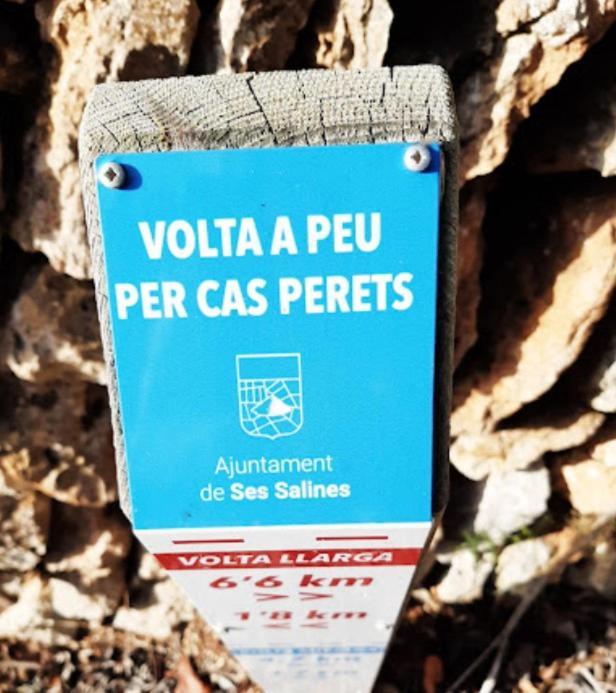 VOLTA A PEU
PER CAS PERETS
Ajuntament
de Ses Salines
VOLTA LLARGA
6'6 km
>>
1'8 km
<<